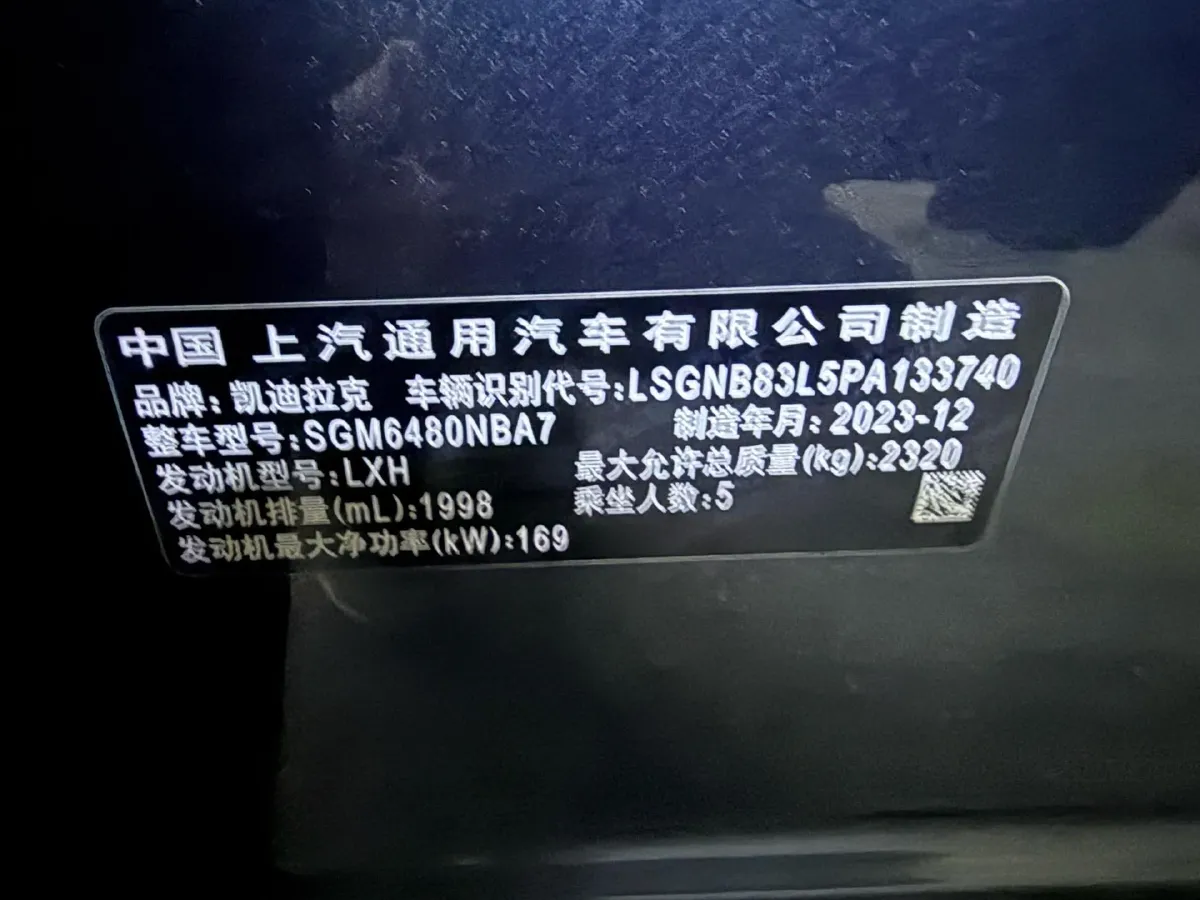 中国 上汽通用汽车有限公司制造
品牌:凯迪拉克 车辆识别代号:LSGNB83L5PA133740
整车型号:SGM6480NBA7 制造年月:2023-12
发动机型号:LXH 最大允许总质量(kg):2320
发动机排量(mL):1998 乘坐人数:5
发动机最大净功率(kW):169